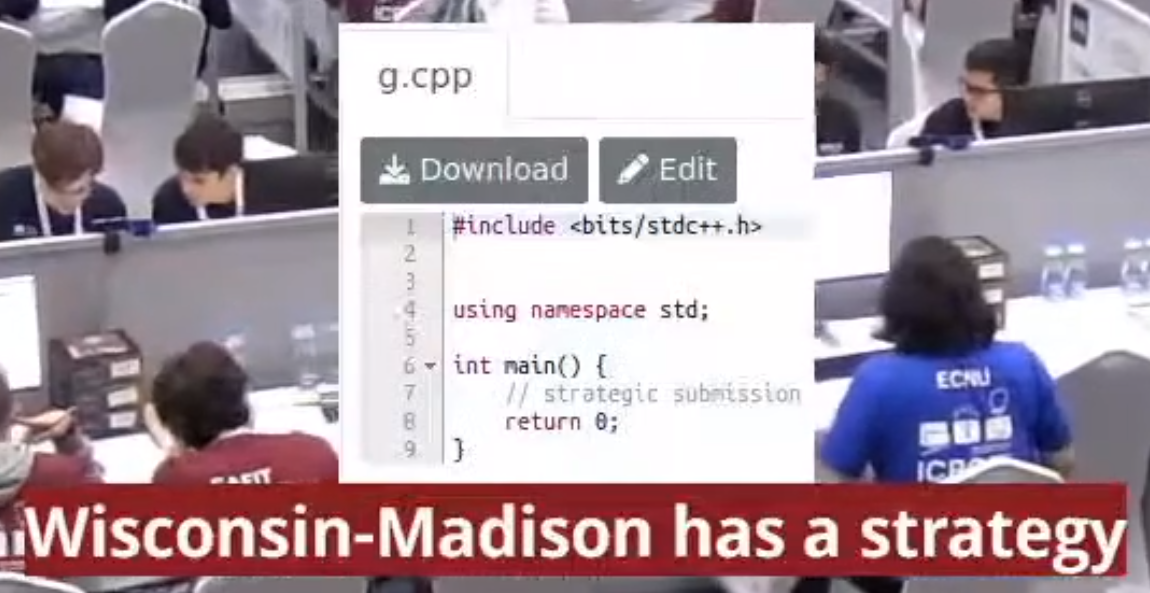 g.cpp
Download
Edit
1 #include <bits/stdc++.h>
2
3
4 using namespace std;
5
6 int main() {
7 // strategic submission
8 return 0;
9 }
ECNU
EAFIT
Wisconsin-Madison has a strategy